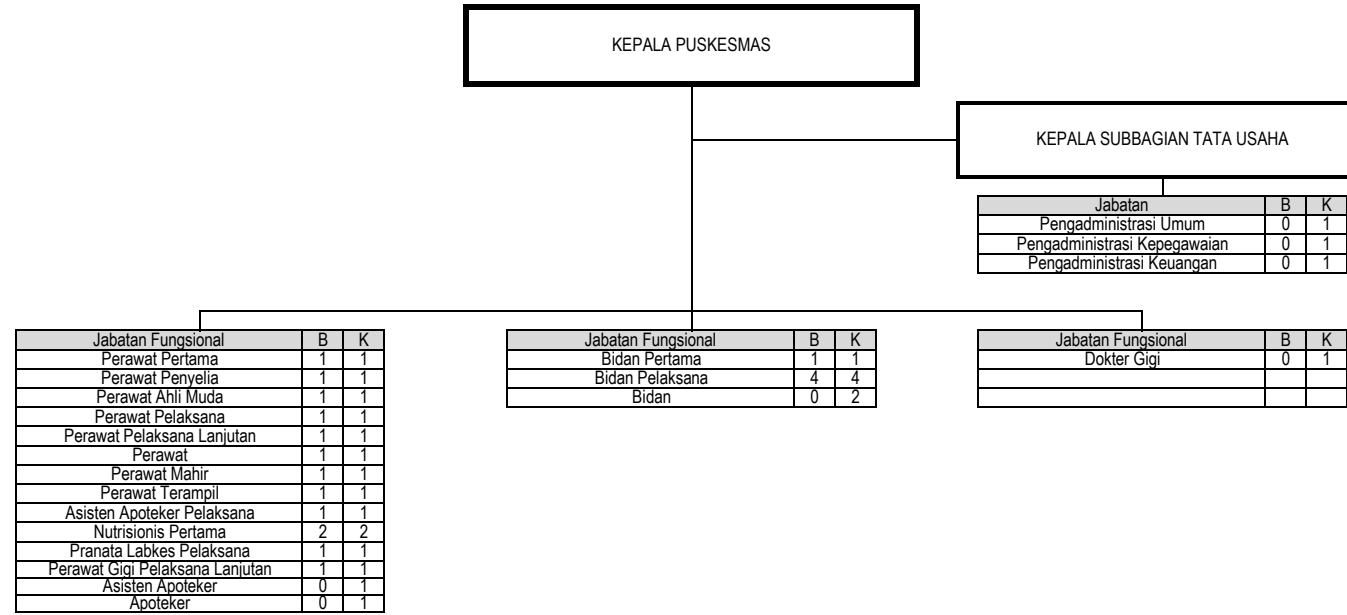 KEPALA PUSKESMAS
KEPALA SUBBAGIAN TATA USAHA
Jabatan B K
Pengadministrasi Umum 0 1
Pengadministrasi Kepegawaian 0 1
Pengadministrasi Keuangan 0 1
Jabatan Fungsional B K
Perawat Pertama 1 1
Perawat Penyelia 1 1
Perawat Ahli Muda 1 1
Perawat Pelaksana 1 1
Perawat Pelaksana Lanjutan 1 1
Perawat 1 1
Perawat Mahir 1 1
Perawat Terampil 1 1
Asisten Apoteker Pelaksana 1 1
Nutrisionis Pertama 2 2
Pranata Labkes Pelaksana 1 1
Perawat Gigi Pelaksana Lanjutan 1 1
Asisten Apoteker 0 1
Apoteker 0 1
Jabatan Fungsional B K
Bidan Pertama 1 1
Bidan Pelaksana 4 4
Bidan 0 2
Jabatan Fungsional B K
Dokter Gigi 0 1